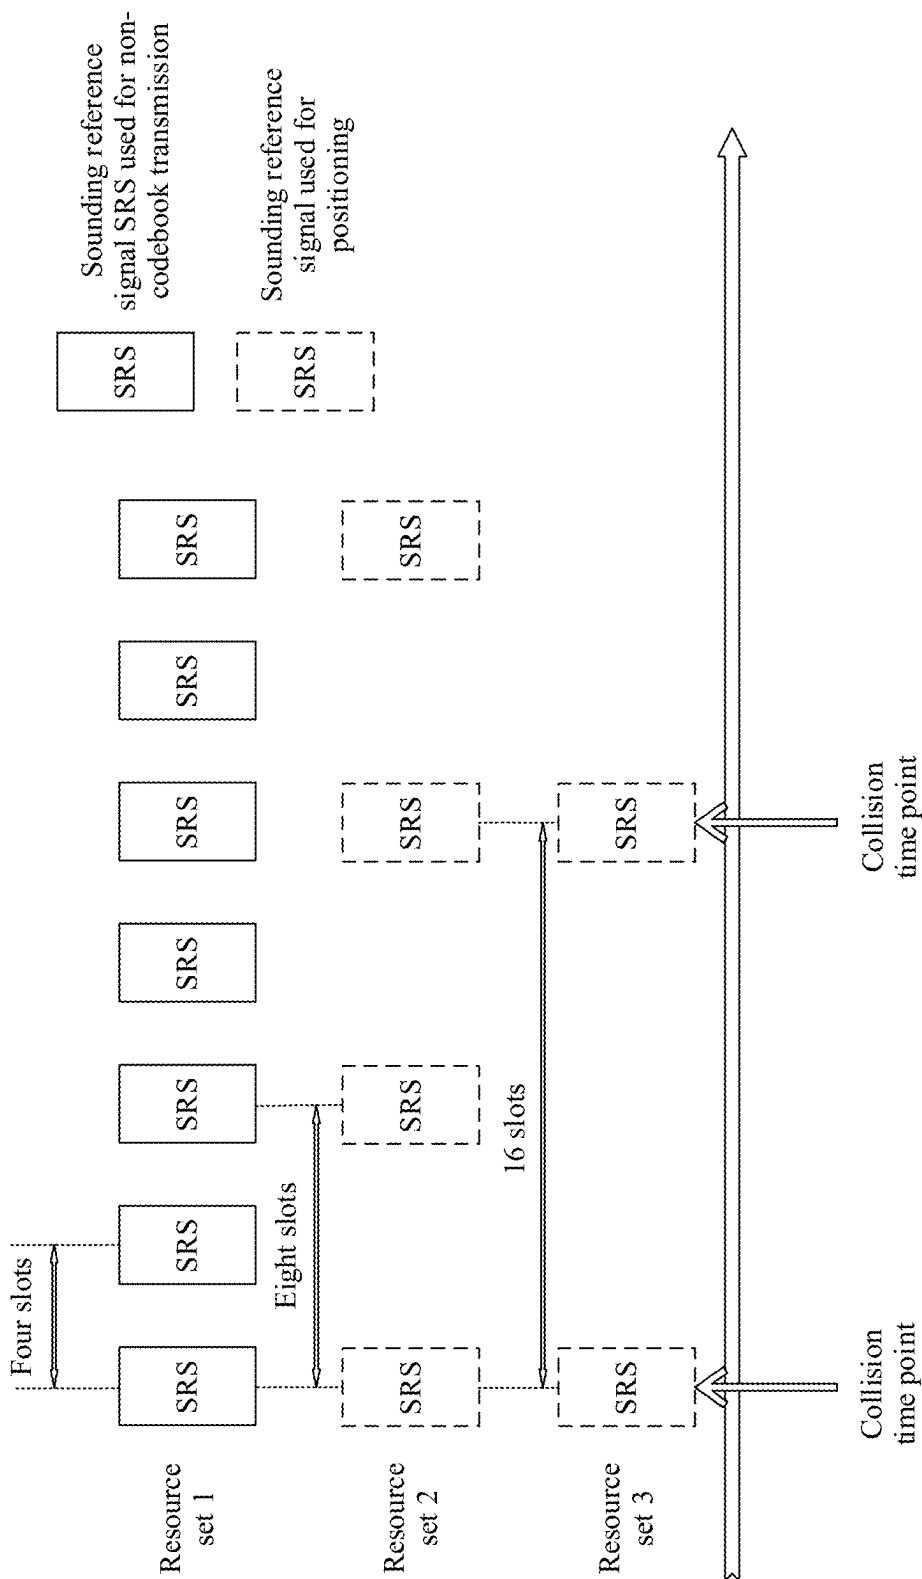 Sounding reference
signal SRS used for non-
codebook transmission
SRS
Sounding reference
signal used for
positioning
SRS
Four slots
Resource
set 1
SRS
SRS
SRS
SRS
SRS
SRS
SRS
Eight slots
Resource
set 2
SRS
SRS
SRS
SRS
16 slots
Resource
set 3
SRS
SRS
Collision
time point
Collision
time point